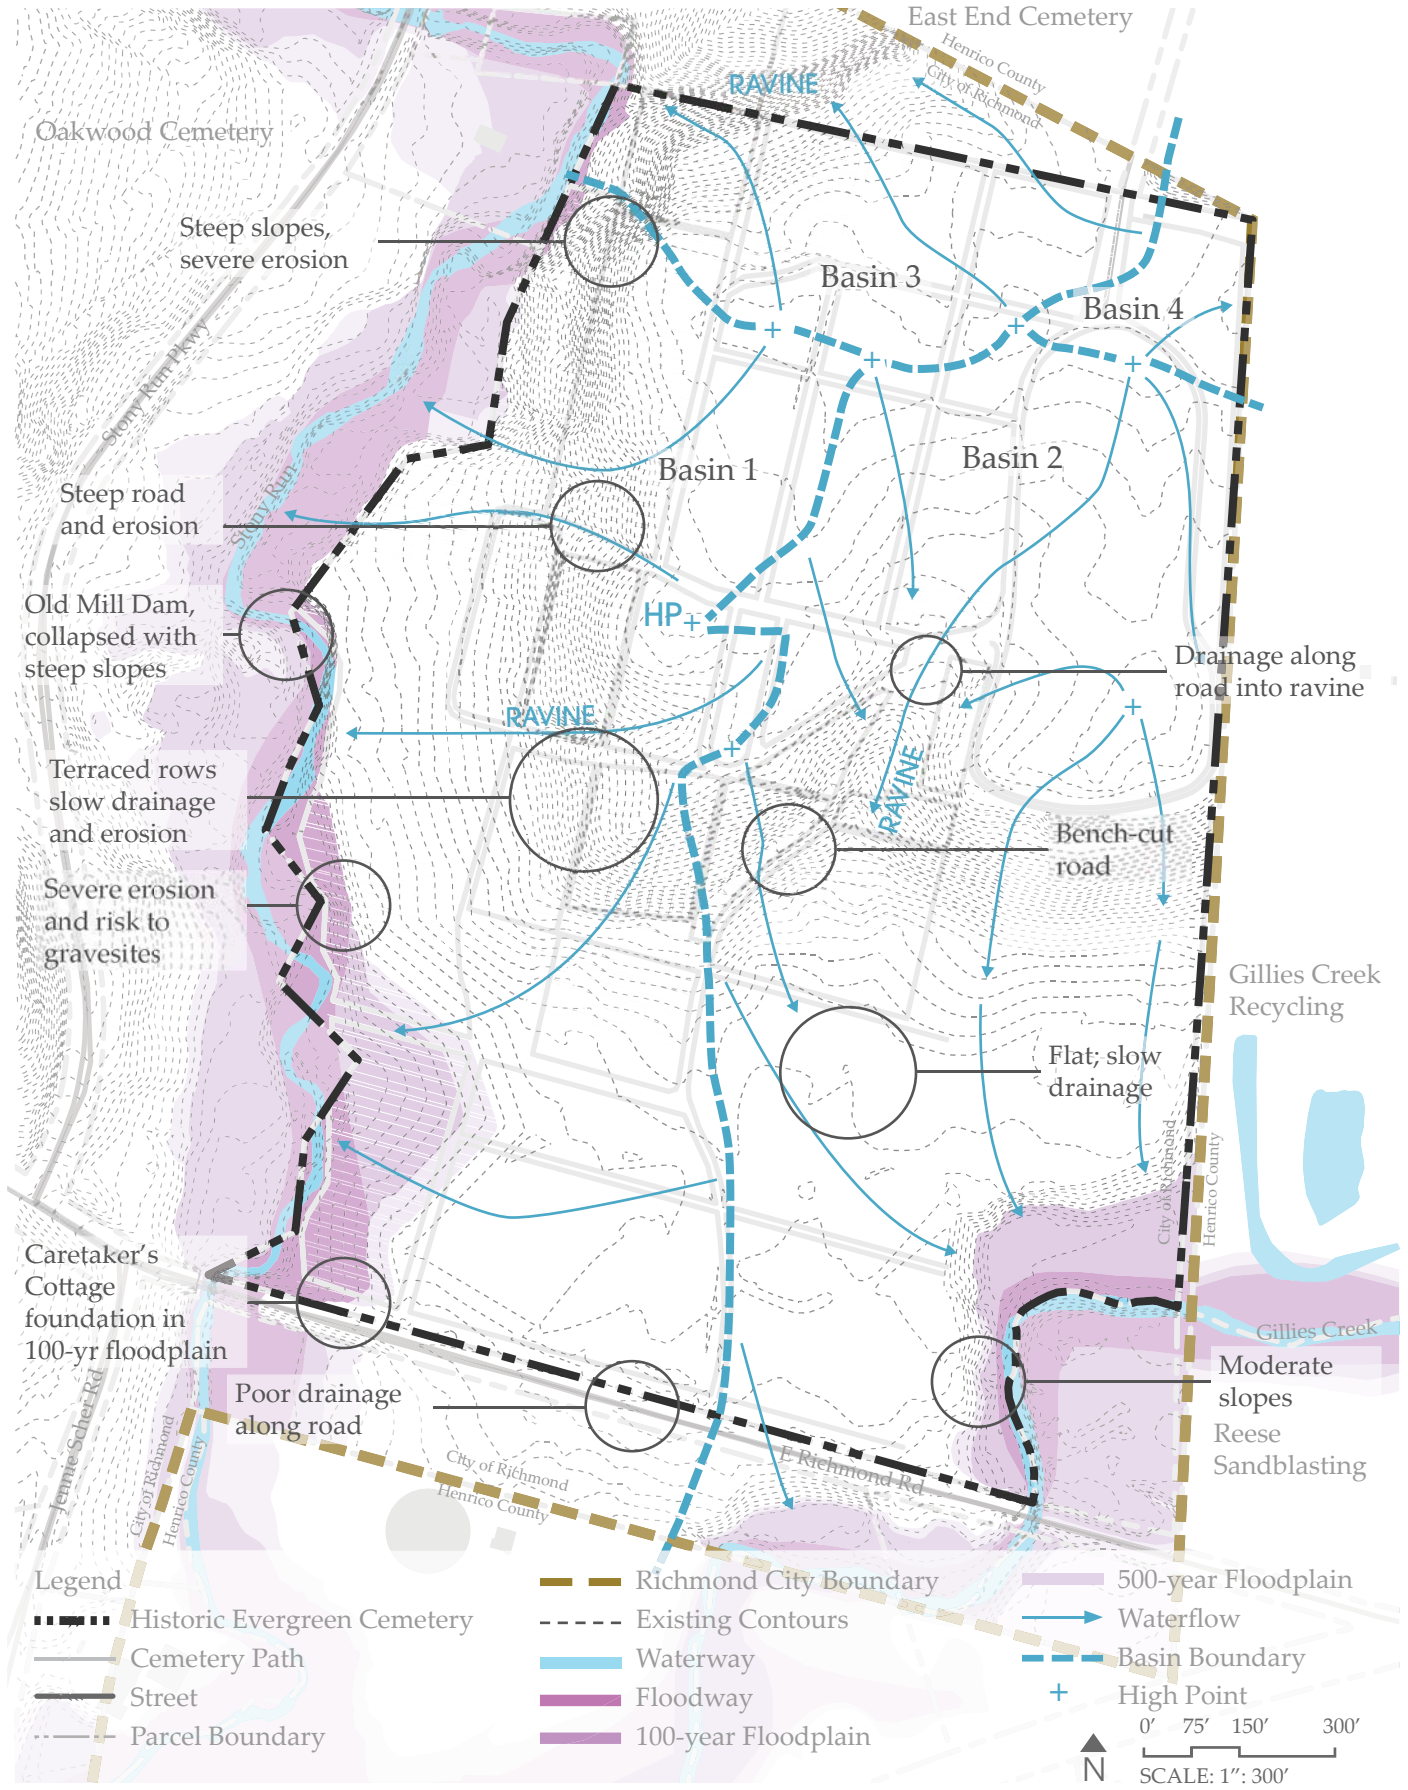 East End Cemetery
Henrico County
City of Richmond
RAVINE
Oakwood Cemetery
Steep slopes,
severe erosion
Basin 3
Basin 4
Stony Run Pkwy
Basin 1
Basin 2
Steep road
and erosion
Stony Run
Old Mill Dam,
collapsed with
steep slopes
HP
Drainage along
road into ravine
RAVINE
Terraced rows
slow drainage
and erosion
RAVINE
Bench-cut
road
Severe erosion
and risk to
gravesites
Gillies Creek
Recycling
Flat; slow
drainage
City of Richmond
Henrico County
Caretaker’s
Cottage
foundation in
100-yr floodplain
Gillies Creek
Moderate
slopes
Poor drainage
along road
Reese
Sandblasting
Jennie Scher Rd
City of Richmond
Henrico County
City of Richmond
Henrico County
E Richmond Rd
Legend
Historic Evergreen Cemetery
Cemetery Path
Street
Parcel Boundary
Richmond City Boundary
Existing Contours
Waterway
Floodway
100-year Floodplain
500-year Floodplain
Waterflow
Basin Boundary
High Point
N
0′ 75′ 150′ 300′
SCALE: 1″: 300′